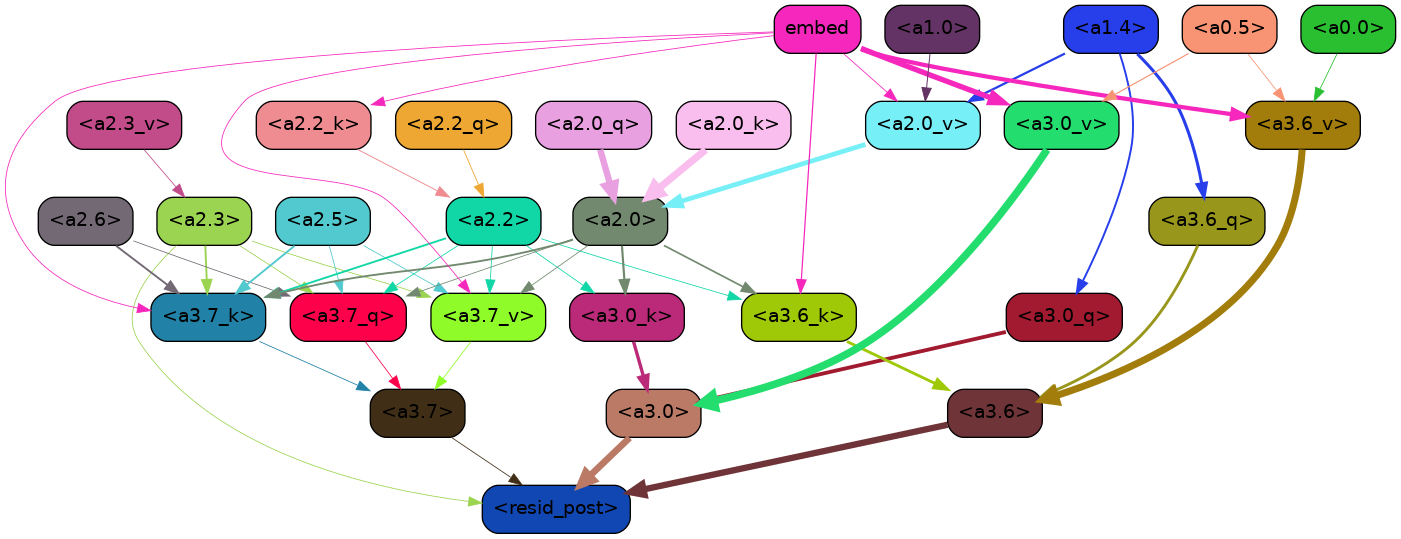 embed
<a1.0>
<a1.4>
<a0.5>
<a0.0>
<a2.3_v>
<a2.2_k>
<a2.2_q>
<a2.0_q>
<a2.0_k>
<a2.0_v>
<a3.0_v>
<a3.6_v>
<a2.6>
<a2.3>
<a2.5>
<a2.2>
<a2.0>
<a3.6_q>
<a3.7_k>
<a3.7_q>
<a3.7_v>
<a3.0_k>
<a3.6_k>
<a3.0_q>
<a3.7>
<a3.0>
<a3.6>
<resid_post>